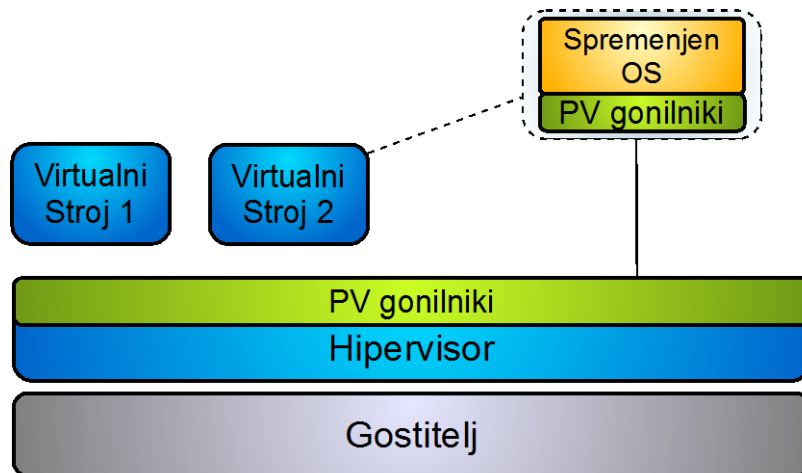 Spremenjen
OS
PV gonilniki
Virtualni
Stroj 1
Virtualni
Stroj 2
PV gonilniki
Hipervisor
Gostitelj